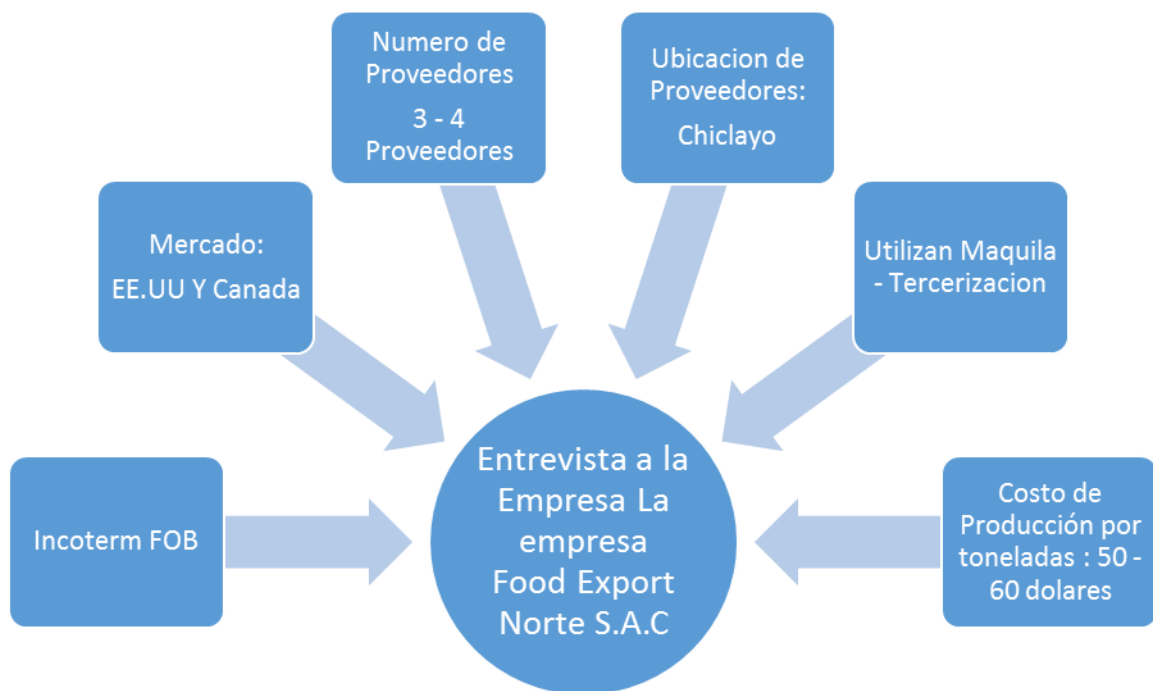 Numero de
Proveedores
3 - 4
Proveedores
Ubicacion de
Proveedores:
Chiclayo
Mercado:
EE.UU Y Canada
Utilizan Maquila
- Tercerizacion
Incoterm FOB
Entrevista a la
Empresa La
empresa
Food Export
Norte S.A.C
Costo de
Producción por
toneladas : 50 -
60 dolares